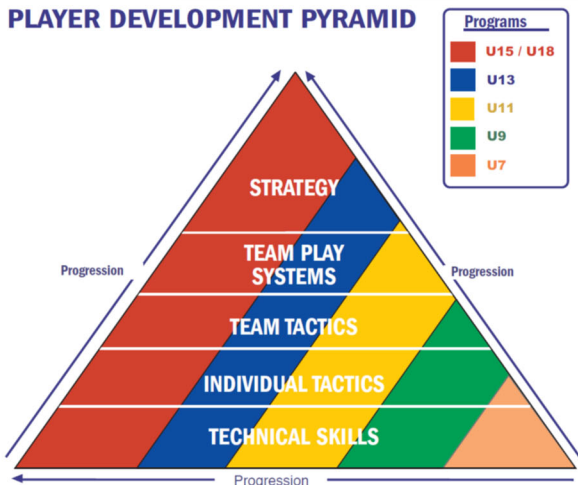 PLAYER DEVELOPMENT PYRAMID
Programs
U15 / U18
U13
U11
U9
U7
STRATEGY
TEAM PLAY
SYSTEMS
Progression
Progression
TEAM TACTICS
INDIVIDUAL TACTICS
TECHNICAL SKILLS
Progression